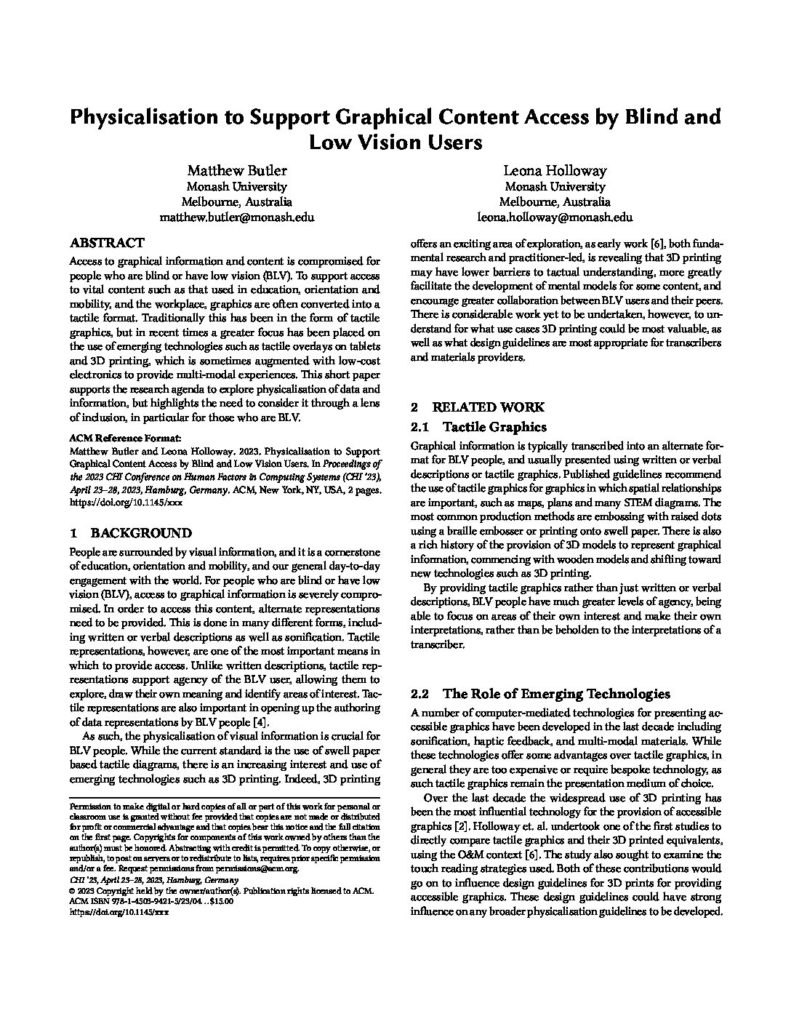 Physicalisation to Support Graphical Content Access by Blind and
Low Vision Users
Matthew Butler
Monash University
Melbourne, Australia
matthew.butler@monash.edu
Leona Holloway
Monash University
Melbourne, Australia
leona.holloway@monash.edu
ABSTRACT
Access to graphical information and content is compromised for
people who are blind or have low vision (BLV). To support access
to vital content such as that used in education, orientation and
mobility, and the workplace, graphics are often converted into a
tactile format. Traditionally this has been in the form of tactile
graphics, but in recent times a greater focus has been placed on
the use of emerging technologies such as tactile overlays on tablets
and 3D printing, which is sometimes augmented with low-cost
electronics to provide multi-modal experiences. This short paper
supports the research agenda to explore physicalisation of data and
information, but highlights the need to consider it through a lens
of inclusion, in particular for those who are BLV.
ACM Reference Format:
Matthew Butler and Leona Holloway. 2023. Physicalisation to Support
Graphical Content Access by Blind and Low Vision Users. In Proceedings of
the 2023 CHI Conference on Human Factors in Computing Systems (CHI '23),
April 23–28, 2023, Hamburg, Germany. ACM, New York, NY, USA, 2 pages.
https://doi.org/10.1145/xxx
1 BACKGROUND
People are surrounded by visual information, and it is a cornerstone
of education, orientation and mobility, and our general day-to-day
engagement with the world. For people who are blind or have low
vision (BLV), access to graphical information is severely compro-
mised. In order to access this content, alternate representations
need to be provided. This is done in many different forms, includ-
ing written or verbal descriptions as well as sonification. Tactile
representations, however, are one of the most important means in
which to provide access. Unlike written descriptions, tactile rep-
resentations support agency of the BLV user, allowing them to
explore, draw their own meaning and identify areas of interest. Tac-
tile representations are also important in opening up the authoring
of data representations by BLV people [4].
As such, the physicalisation of visual information is crucial for
BLV people. While the current standard is the use of swell paper
based tactile diagrams, there is an increasing interest and use of
emerging technologies such as 3D printing. Indeed, 3D printing
Permission to make digital or hard copies of all or part of this work for personal or
classroom use is granted without fee provided that copies are not made or distributed
for profit or commercial advantage and that copies bear this notice and the full citation
on the first page. Copyrights for components of this work owned by others than the
author(s) must be honored. Abstracting with credit is permitted. To copy otherwise, or
republish, to post on servers or to redistribute to lists, requires prior specific permission
and/or a fee. Request permissions from permissions@acm.org.
CHI '23, April 23–28, 2023, Hamburg, Germany
© 2023 Copyright held by the owner/author(s). Publication rights licensed to ACM.
ACM ISBN 978-1-4503-9421-5/23/04...$15.00
https://doi.org/10.1145/xxx
offers an exciting area of exploration, as early work [6], both funda-
mental research and practitioner-led, is revealing that 3D printing
may have lower barriers to tactual understanding, more greatly
facilitate the development of mental models for some content, and
encourage greater collaboration between BLV users and their peers.
There is considerable work yet to be undertaken, however, to un-
derstand for what use cases 3D printing could be most valuable, as
well as what design guidelines are most appropriate for transcribers
and materials providers.
2 RELATED WORK
2.1 Tactile Graphics
Graphical information is typically transcribed into an alternate for-
mat for BLV people, and usually presented using written or verbal
descriptions or tactile graphics. Published guidelines recommend
the use of tactile graphics for graphics in which spatial relationships
are important, such as maps, plans and many STEM diagrams. The
most common production methods are embossing with raised dots
using a braille embosser or printing onto swell paper. There is also
a rich history of the provision of 3D models to represent graphical
information, commencing with wooden models and shifting toward
new technologies such as 3D printing.
By providing tactile graphics rather than just written or verbal
descriptions, BLV people have much greater levels of agency, being
able to focus on areas of their own interest and make their own
interpretations, rather than be beholden to the interpretations of a
transcriber.
2.2 The Role of Emerging Technologies
A number of computer-mediated technologies for presenting ac-
cessible graphics have been developed in the last decade including
sonification, haptic feedback, and multi-modal materials. While
these technologies offer some advantages over tactile graphics, in
general they are too expensive or require bespoke technology, as
such tactile graphics remain the presentation medium of choice.
Over the last decade the widespread use of 3D printing has
been the most influential technology for the provision of accessible
graphics [2]. Holloway et. al. undertook one of the first studies to
directly compare tactile graphics and their 3D printed equivalents,
using the O&M context [6]. The study also sought to examine the
touch reading strategies used. Both of these contributions would
go on to influence design guidelines for 3D prints for providing
accessible graphics. These design guidelines could have strong
influence on any broader physicalisation guidelines to be developed.